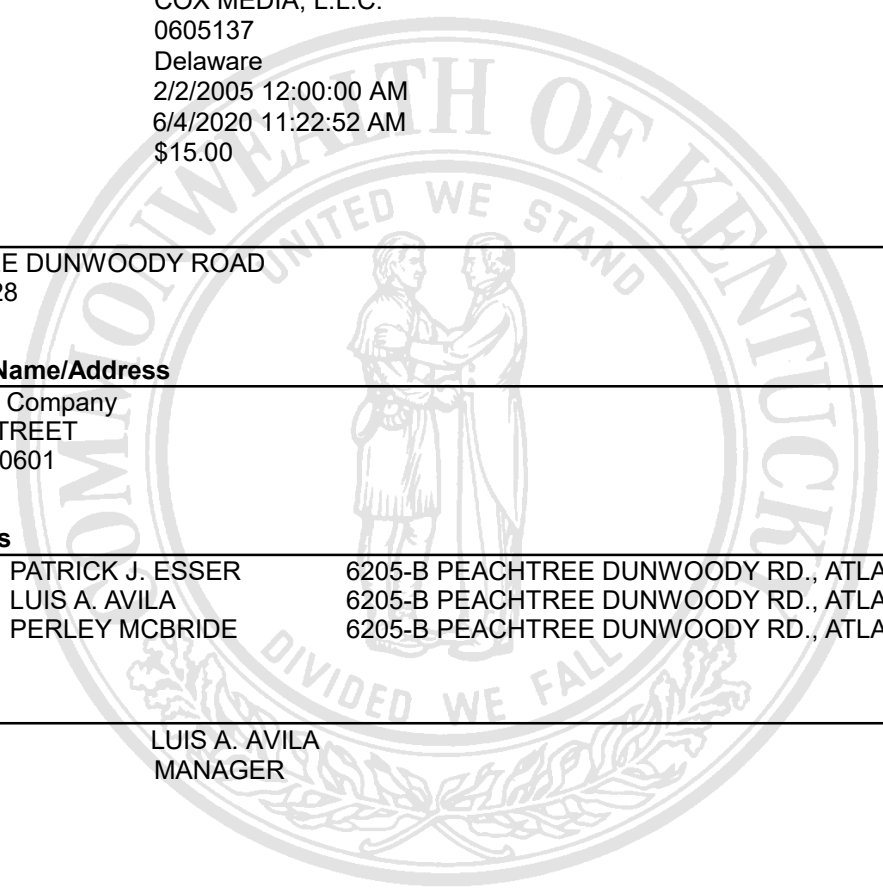 COX MEDIA, L.L.C.
0605137
Delaware
2/2/2005 12:00:00 AM
6/4/2020 11:22:52 AM
$15.00
E DUNWOODY ROAD
28
Name/Address
Company
TREET
0601
s
PATRICK J. ESSER 6205-B PEACHTREE DUNWOODY RD., ATLA
LUIS A. AVILA 6205-B PEACHTREE DUNWOODY RD., ATLA
PERLEY MCBRIDE 6205-B PEACHTREE DUNWOODY RD., ATLA
LUIS A. AVILA
MANAGER
COMMONWEALTH OF KENTUCKY
UNITED WE STAND
DIVIDED WE FALL